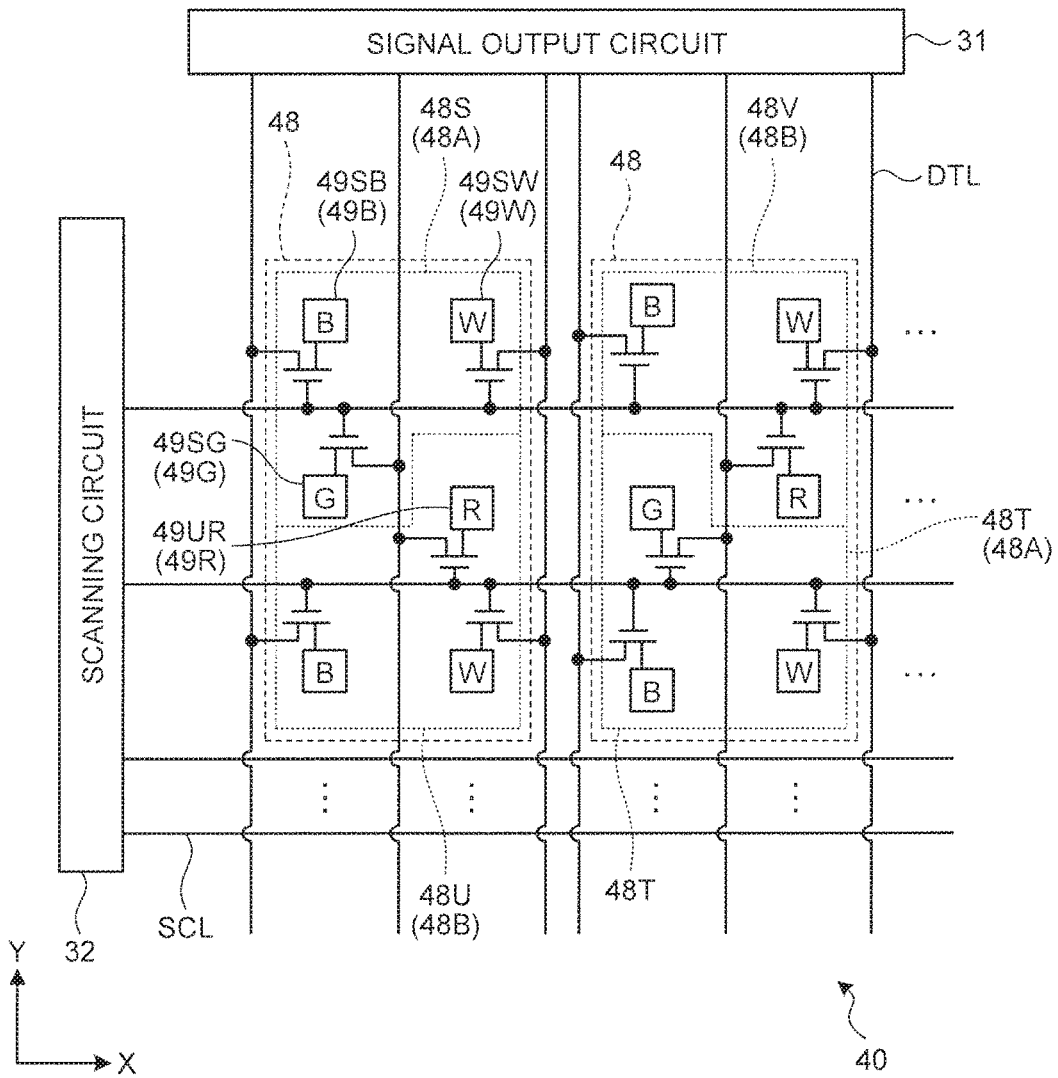 SIGNAL OUTPUT CIRCUIT
31
48
48S
(48A)
48V
(48B)
49SB
(49B)
49SW
(49W)
48
DTL
B
W
B
W
...
SCANNING CIRCUIT
49SG
(49G)
G
R
G
R
...
49UR
(49R)
48T
(48A)
B
W
B
W
...
32
SCL
48U
(48B)
48T
Y
X
40